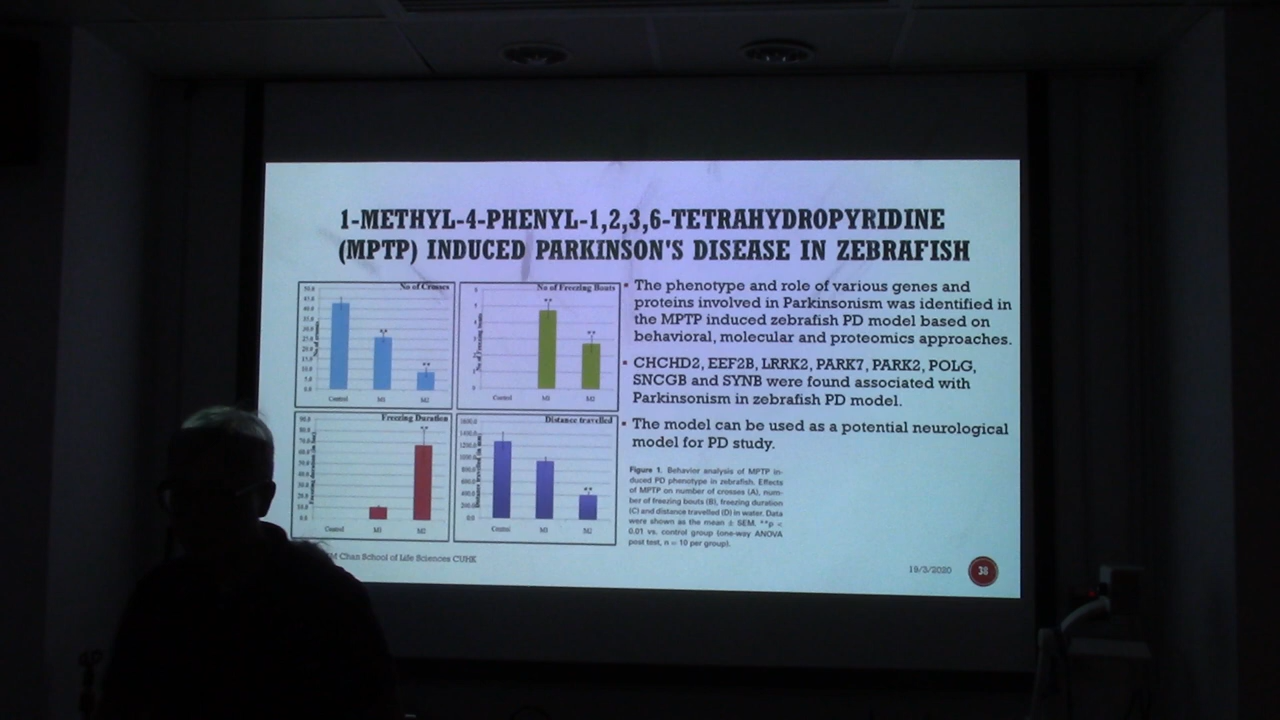 1-METHYL-4-PHENYL-1,2,3,6-TETRAHYDROPYRIDINE
(MPTP) INDUCED PARKINSON'S DISEASE IN ZEBRAFISH
No of Crosses
Control
M1
M2
No of Freezing Bouts
Control
M1
M2
Freezing Duration
Control
M1
M2
Distance travelled
Control
M1
M2
▪ The phenotype and role of various genes and
proteins involved in Parkinsonism was identified in
the MPTP induced zebrafish PD model based on
behavioral, molecular and proteomics approaches.
▪ CHCHD2, EEF2B, LRRK2, PARK7, PARK2, POLG,
SNCGB and SYNB were found associated with
Parkinsonism in zebrafish PD model.
▪ The model can be used as a potential neurological
model for PD study.
Figure 1. Behavior analysis of MPTP in-
duced PD phenotype in zebrafish. Effects
of MPTP on number of crosses (A), num-
ber of freezing bouts (B), freezing duration
(C) and distance travelled (D) in water. Data
were shown as the mean ± SEM. **p <
0.01 vs. control group (one-way ANOVA
post test, n = 10 per group).
Chan School of Life Sciences CUHK
19/3/2020
38